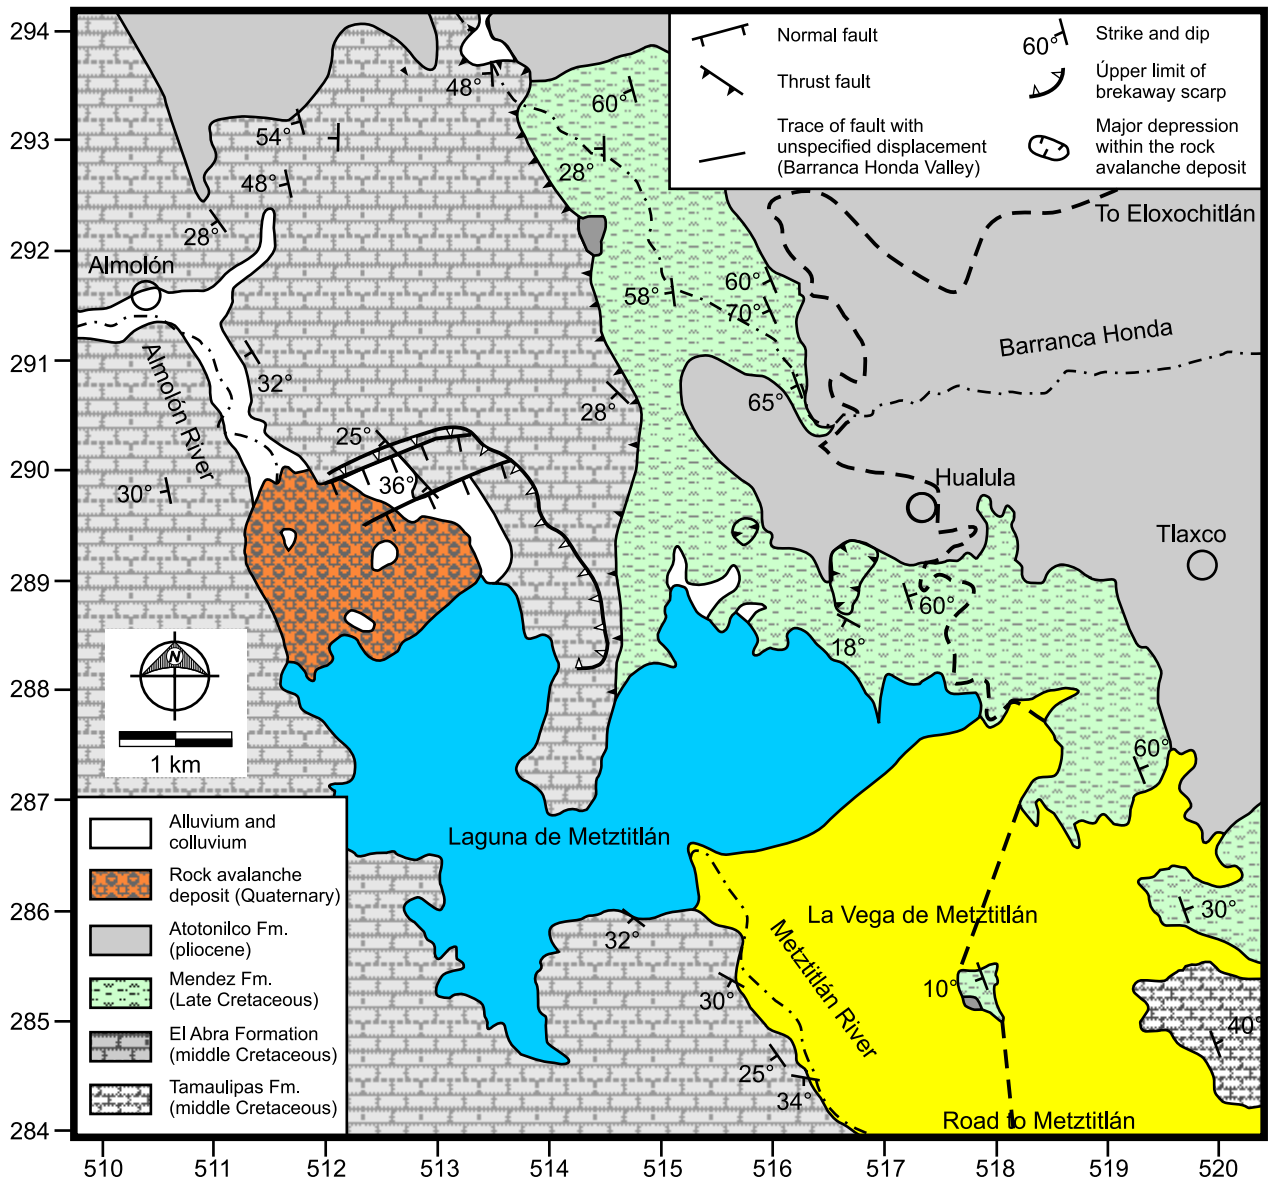 294
293
292
291
290
289
288
287
286
285
284
510
511
512
513
514
515
516
517
518
519
520
Normal fault
Thrust fault
Trace of fault with
unspecified displacement
(Barranca Honda Valley)
60°
Strike and dip
Úpper limit of
brekaway scarp
Major depression
within the rock
avalanche deposit
48°
60°
54°
28°
48°
28°
To Eloxochitlán
Almolón
60°
58°
70°
Barranca Honda
Almolón River
32°
65°
28°
25°
36°
30°
Hualula
Tlaxco
60°
18°
N
1 km
60°
Laguna de Metztitlán
La Vega de Metztitlán
30°
32°
Metztitlán River
30°
10°
40°
25°
34°
Road to Metztitlán
Alluvium and
colluvium
Rock avalanche
deposit (Quaternary)
Atotonilco Fm.
(pliocene)
Mendez Fm.
(Late Cretaceous)
El Abra Formation
(middle Cretaceous)
Tamaulipas Fm.
(middle Cretaceous)